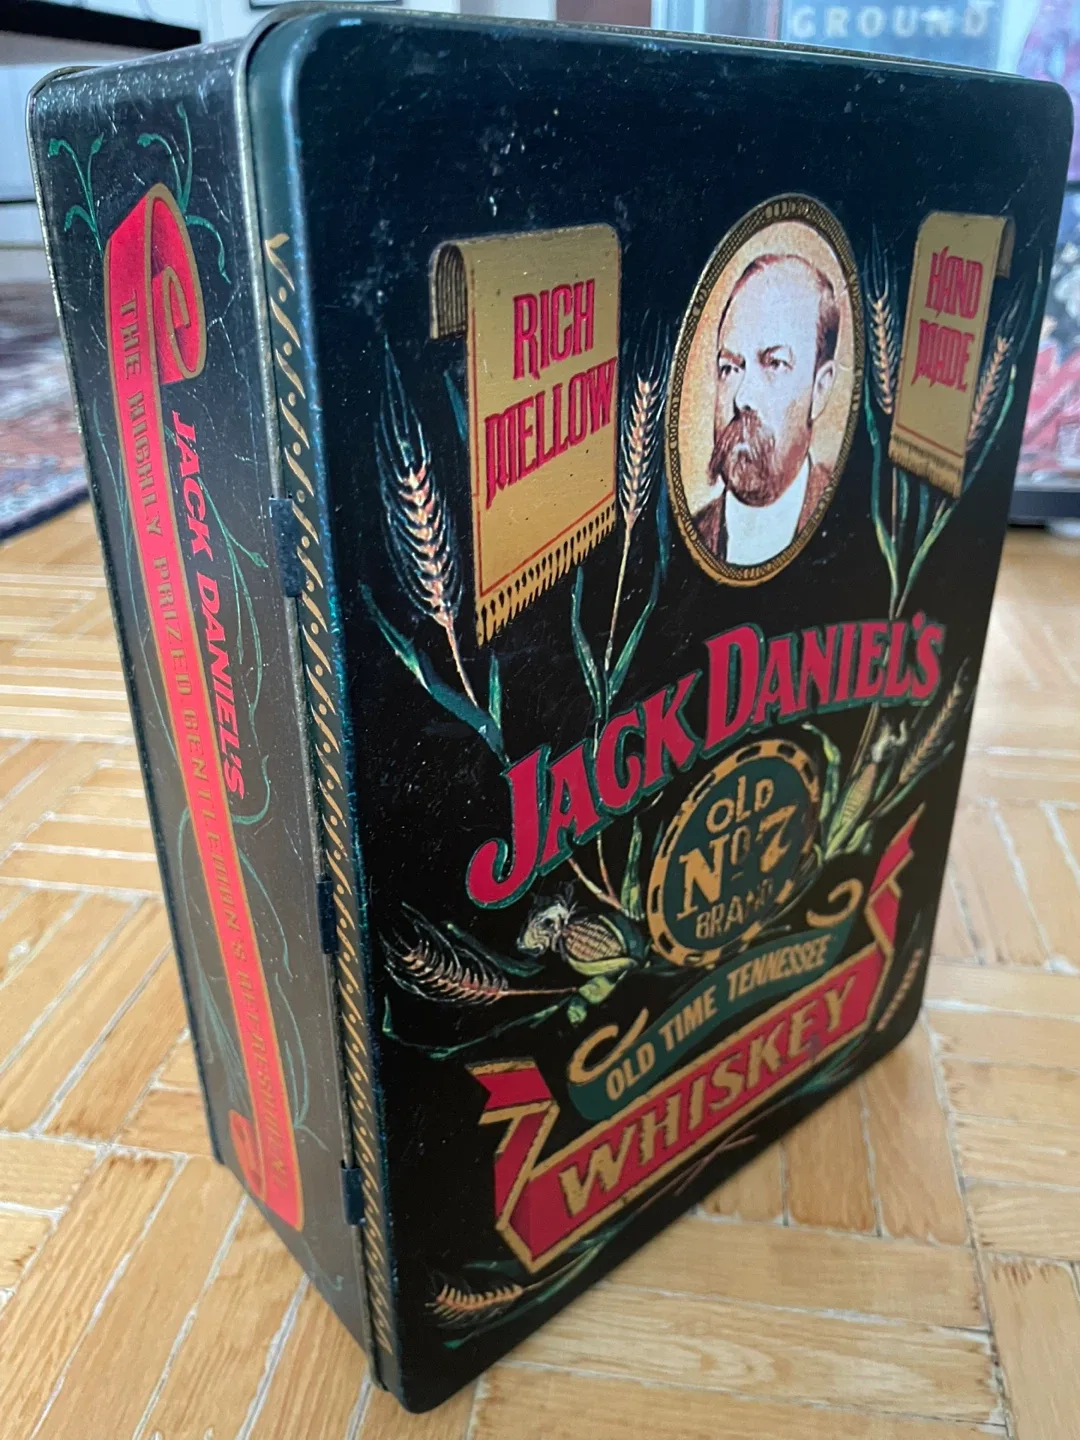 GROUND
RICH
MELLOW
HAND
MADE
JACK DANIEL'S
OLD
NO. 7
BRAND
OLD TIME TENNESSEE
WHISKEY
JACK DANIEL'S
THE HIGHLY PRIZED GENTLEMAN'S REFRESHMENT